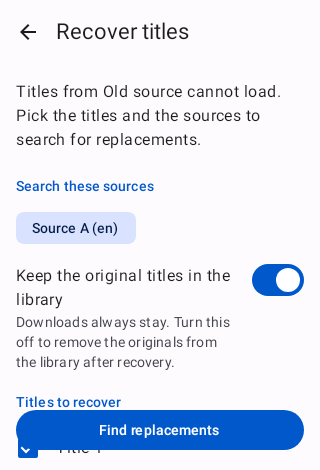 Recover titles
Titles from Old source cannot load.
Pick the titles and the sources to
search for replacements.
Search these sources
Source A (en)
Keep the original titles in the
library
Downloads always stay. Turn this
off to remove the originals from
the library after recovery.
Titles to recover
Find replacements